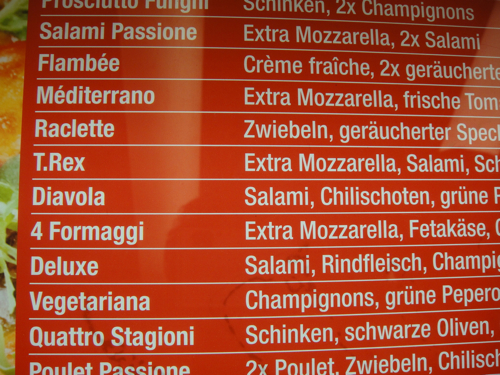 Prosciutto Funghi Schinken, 2x Champignons
Salami Passione Extra Mozzarella, 2x Salami
Flambée Crème fraîche, 2x geräucherte
Méditerrano Extra Mozzarella, frische Tom
Raclette Zwiebeln, geräucherter Spec
T.Rex Extra Mozzarella, Salami, Sch
Diavola Salami, Chilischoten, grüne
4 Formaggi Extra Mozzarella, Fetakäse,
Deluxe Salami, Rindfleisch, Champig
Vegetariana Champignons, grüne Pepero
Quattro Stagioni Schinken, schwarze Oliven,
Poulet Passione 2x Poulet, Zwiebeln, Chilisch